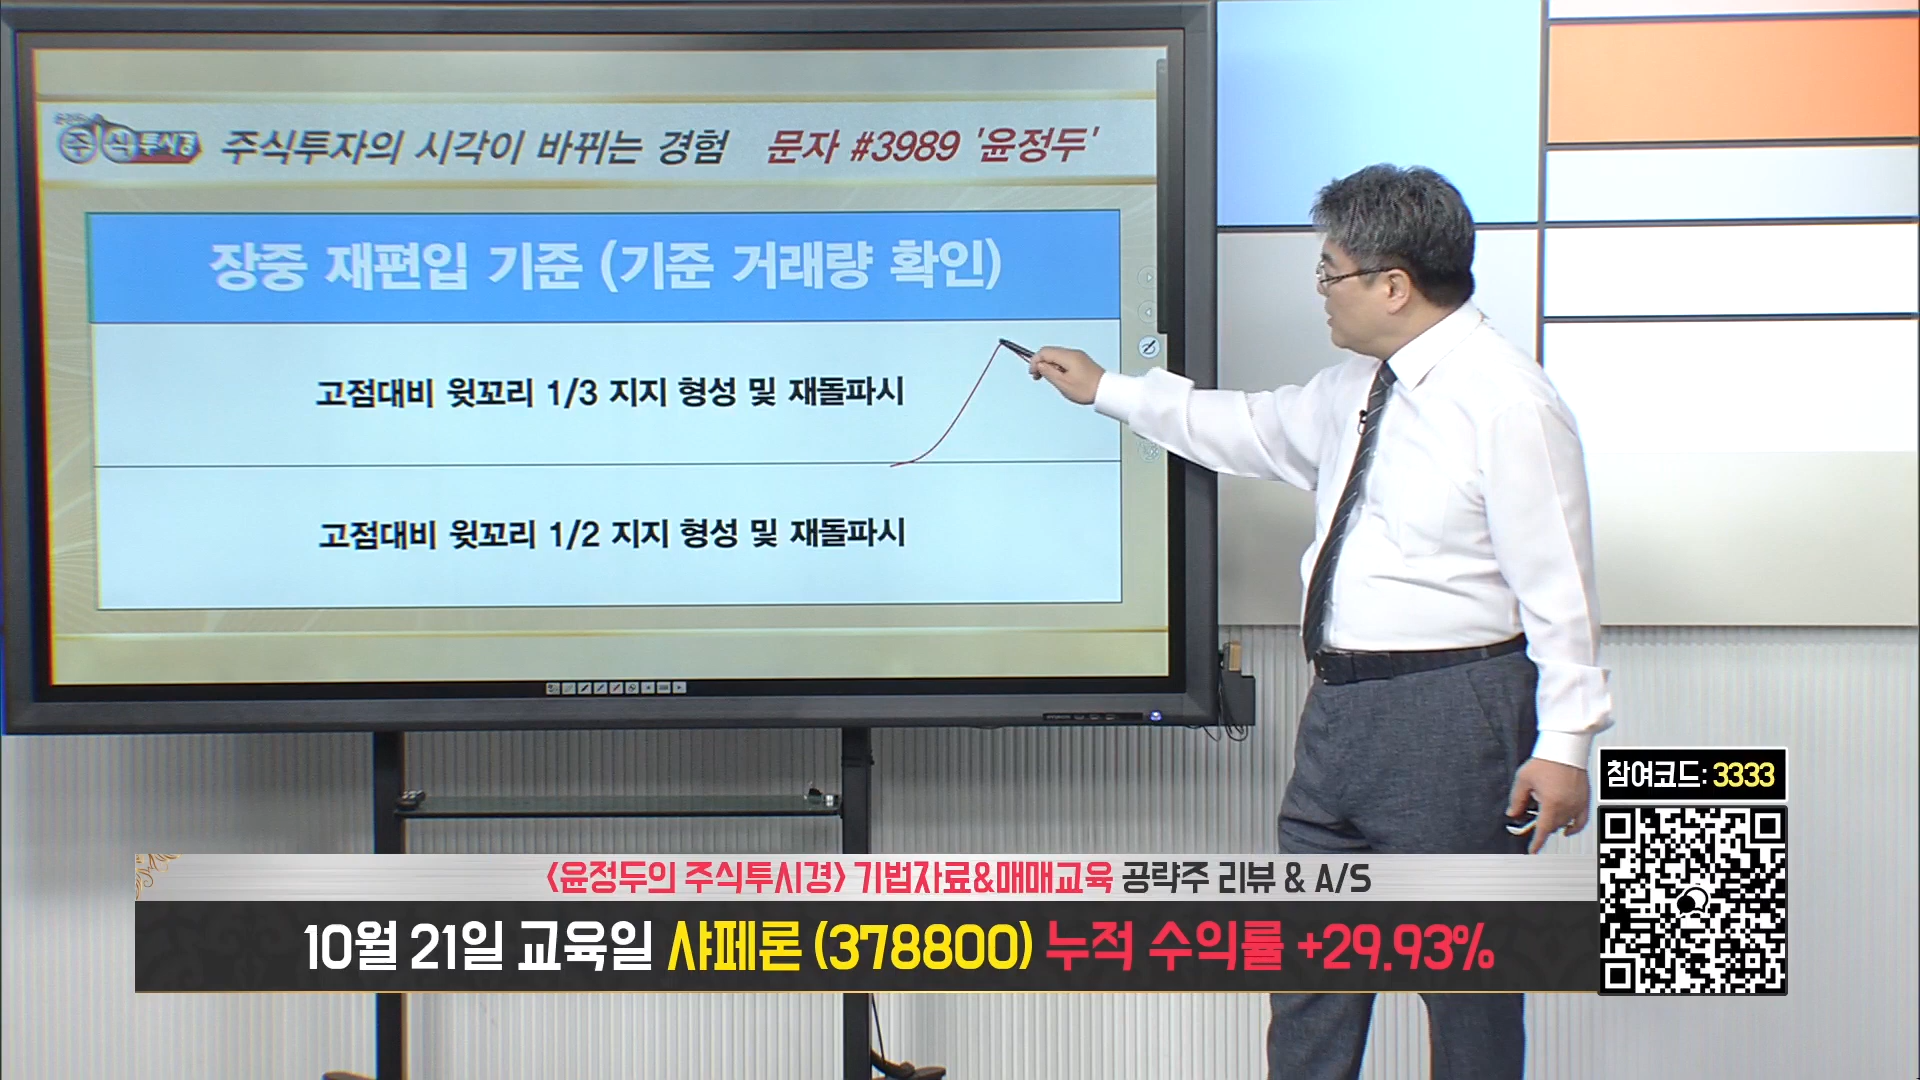 주식투시경
주식투자의 시각이 바뀌는 경험 문자 #3989 '윤정두'
장중 재편입 기준 (기준 거래량 확인)
고점대비 윗꼬리 1/3 지지 형성 및 재돌파시
고점대비 윗꼬리 1/2 지지 형성 및 재돌파시
참여코드: 3333
<윤정두의 주식투시경> 기법자료&매매교육 공략주 리뷰 & A/S
10월 21일 교육일 샤페론 (378800) 누적 수익률 +29.93%